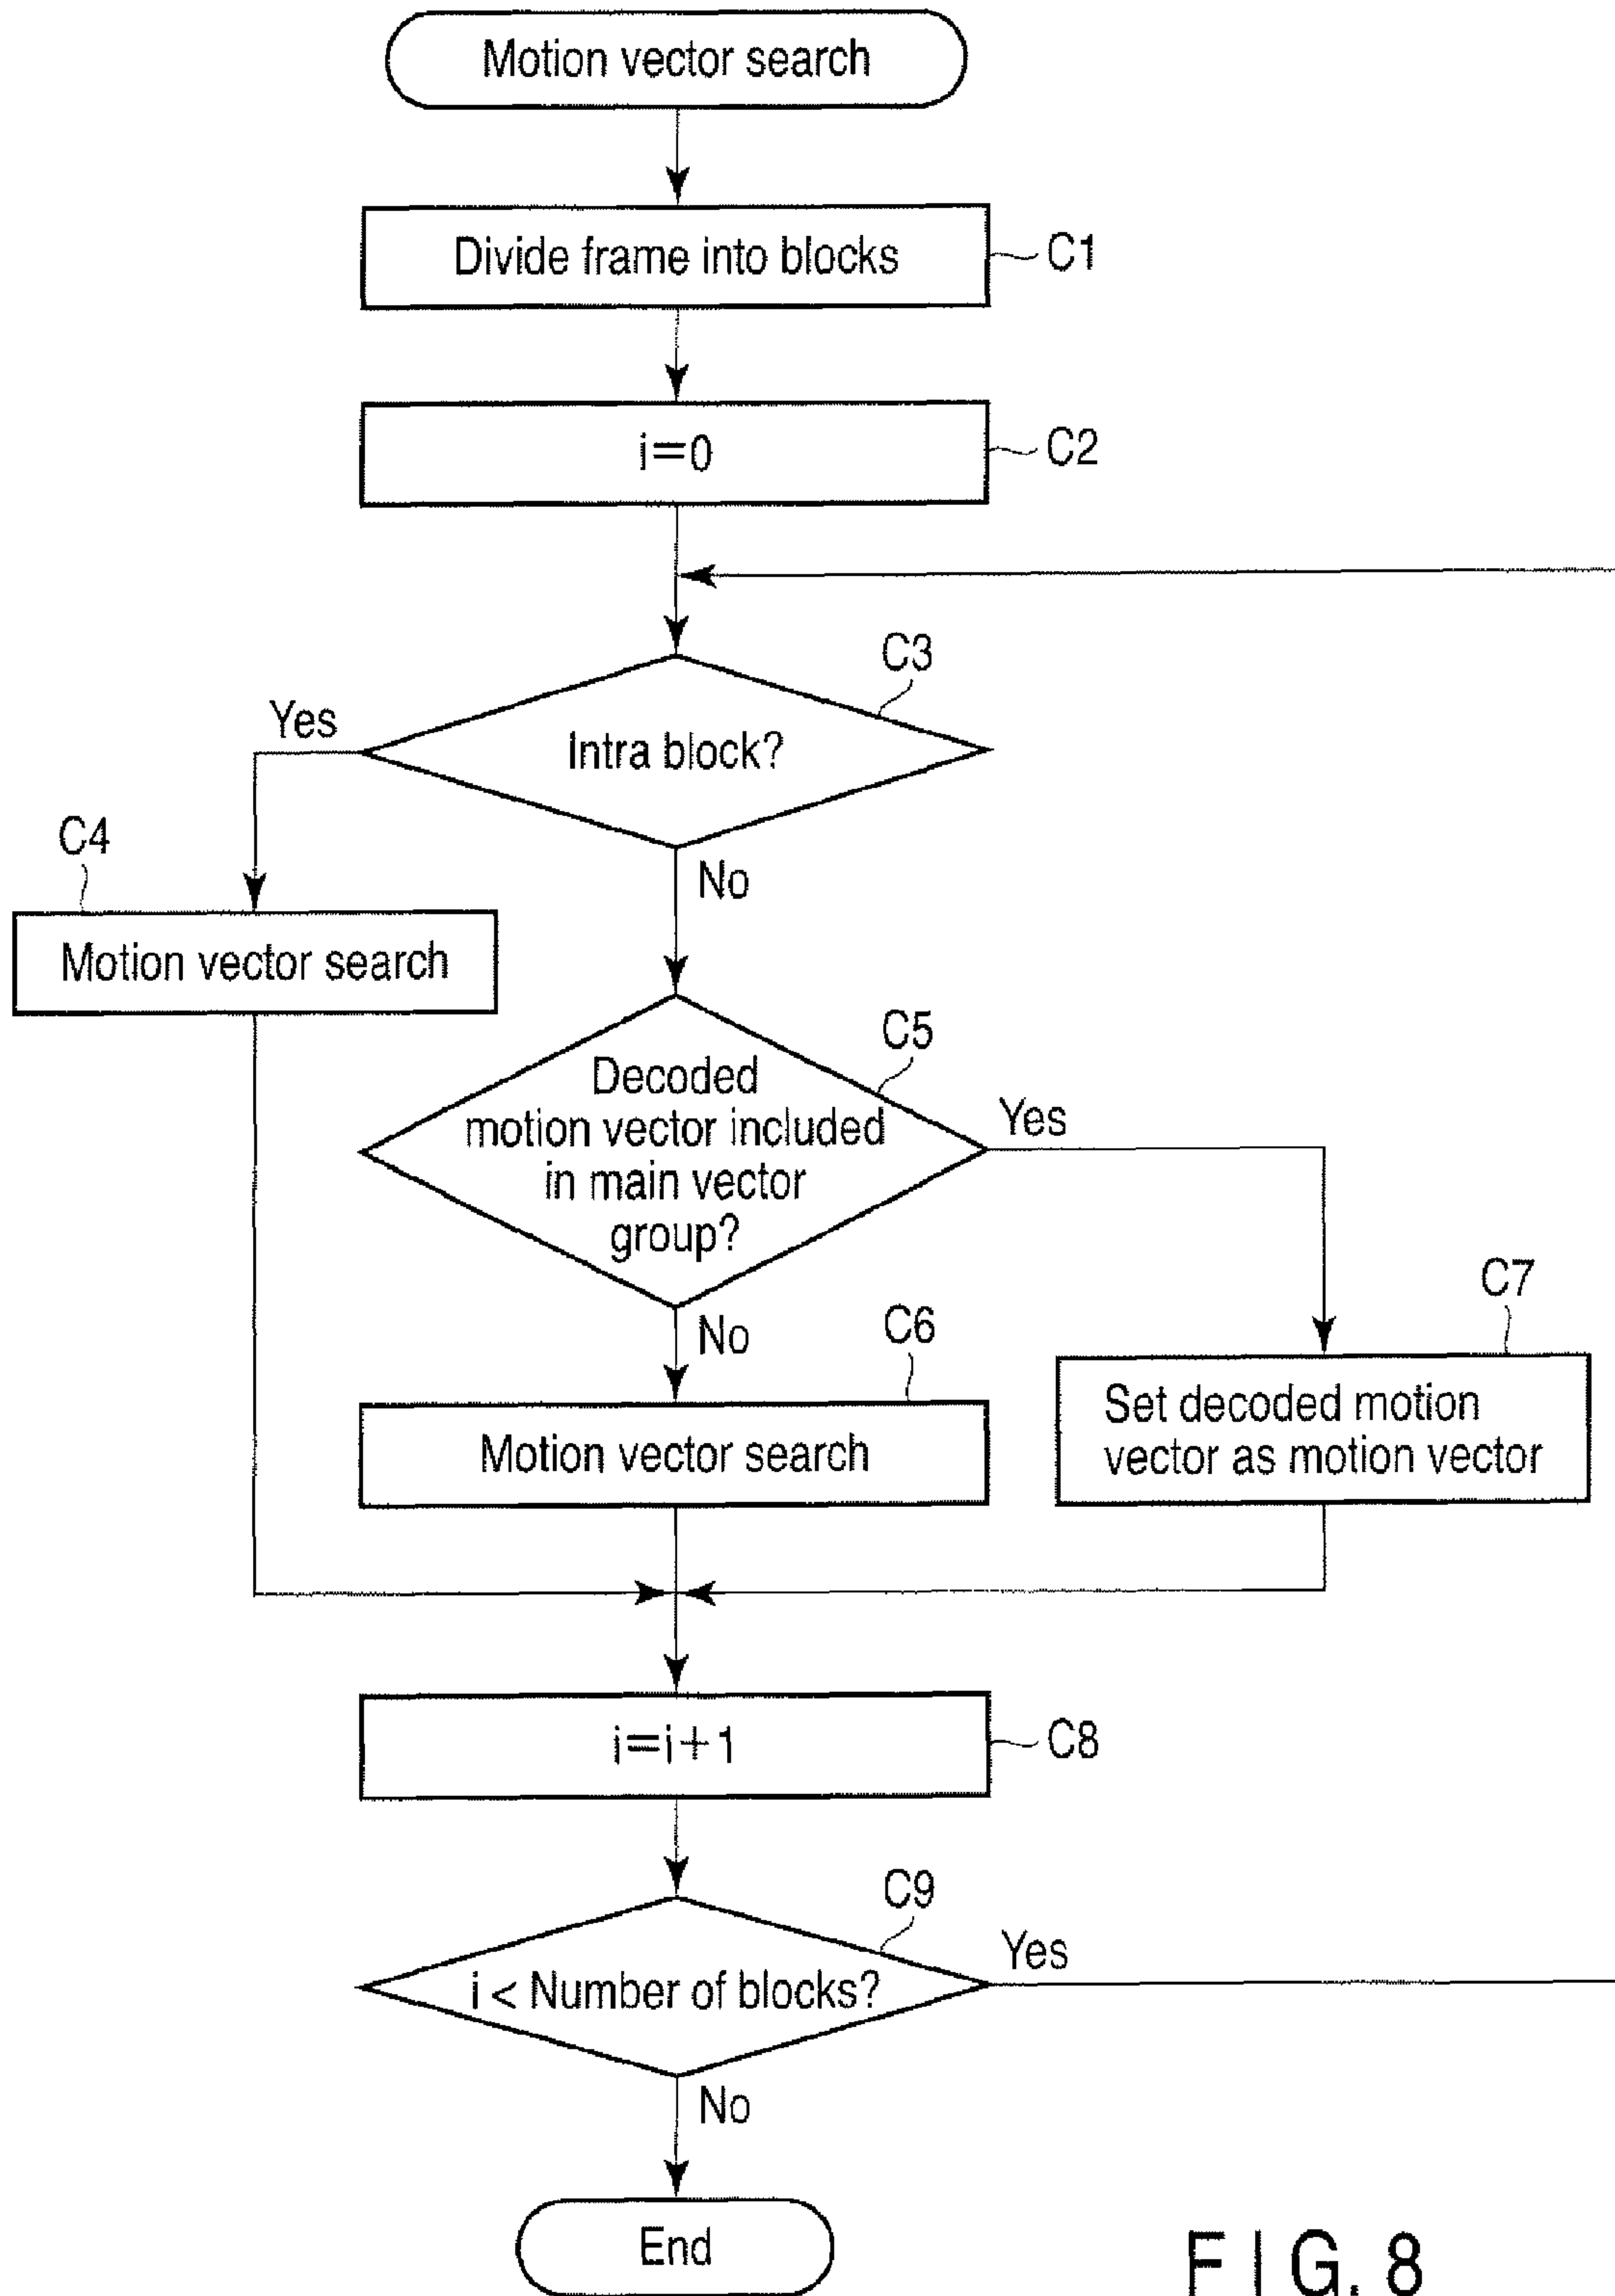 Motion vector search
Divide frame into blocks
C1
i=0
C2
C3
Yes
Intra block?
C4
No
Motion vector search
C5
Decoded
motion vector included
in main vector
group?
Yes
C7
No
C6
Set decoded motion
vector as motion vector
Motion vector search
i=i+1
C8
C9
Yes
i < Number of blocks?
No
End
FIG. 8